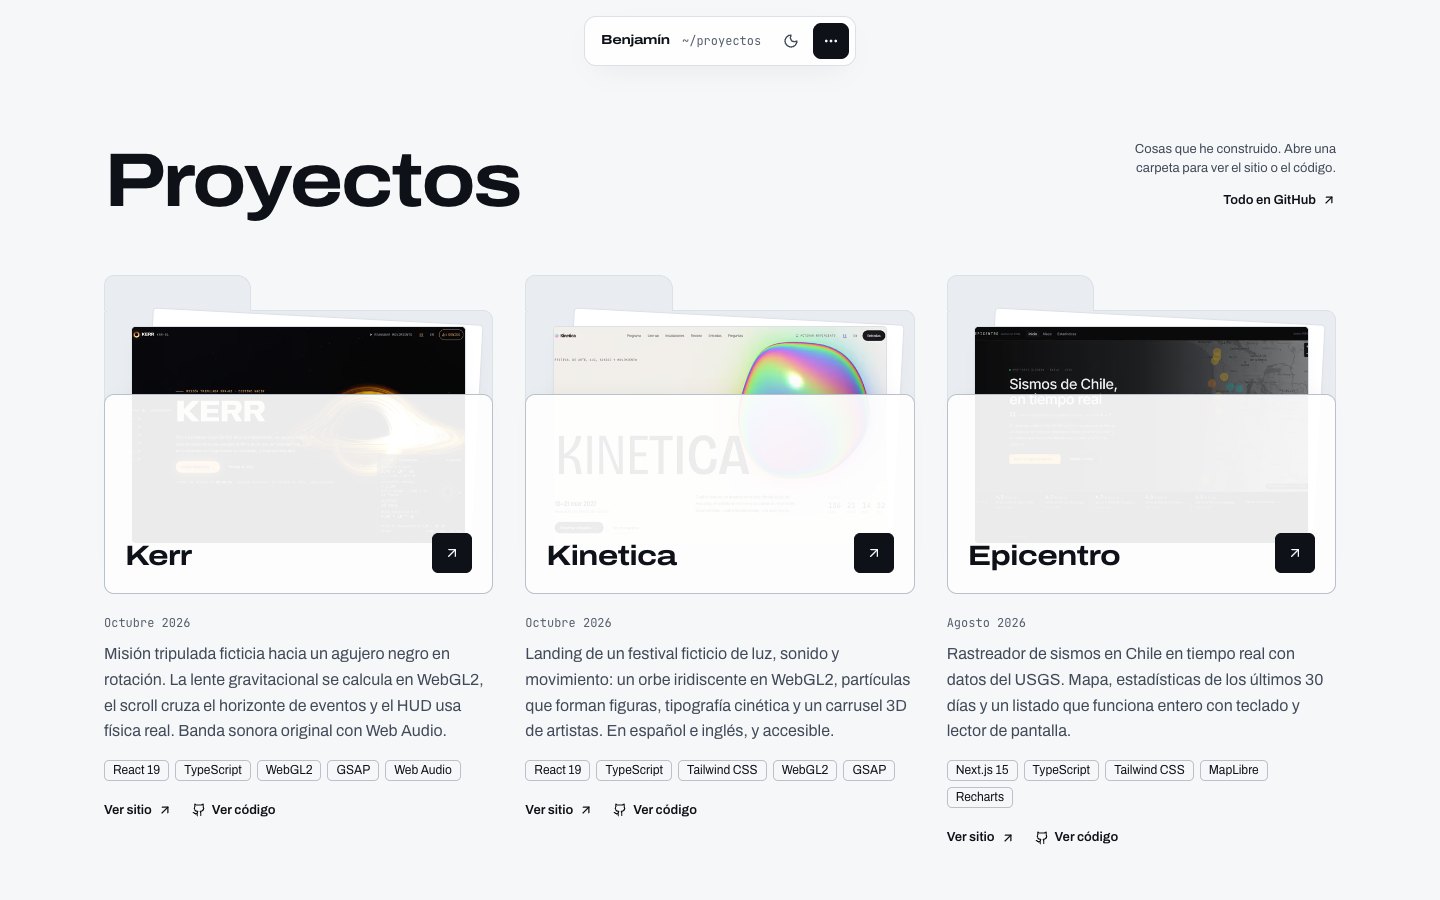 Benjamín ~/proyectos
Proyectos
Cosas que he construido. Abre una
carpeta para ver el sitio o el código.
Todo en GitHub
KERR
KERR
Kerr
Octubre 2026
Misión tripulada ficticia hacia un agujero negro en
rotación. La lente gravitacional se calcula en WebGL2,
el scroll cruza el horizonte de eventos y el HUD usa
física real. Banda sonora original con Web Audio.
React 19 TypeScript WebGL2 GSAP Web Audio
Ver sitio Ver código
Kinetica
KINETICA
Kinetica
Octubre 2026
Landing de un festival ficticio de luz, sonido y
movimiento: un orbe iridiscente en WebGL2, partículas
que forman figuras, tipografía cinética y un carrusel 3D
de artistas. En español e inglés, y accesible.
React 19 TypeScript Tailwind CSS WebGL2 GSAP
Ver sitio Ver código
EPICENTRO
Sismos de Chile,
en tiempo real
Epicentro
Agosto 2026
Rastreador de sismos en Chile en tiempo real con
datos del USGS. Mapa, estadísticas de los últimos 30
días y un listado que funciona entero con teclado y
lector de pantalla.
Next.js 15 TypeScript Tailwind CSS MapLibre
Recharts
Ver sitio Ver código